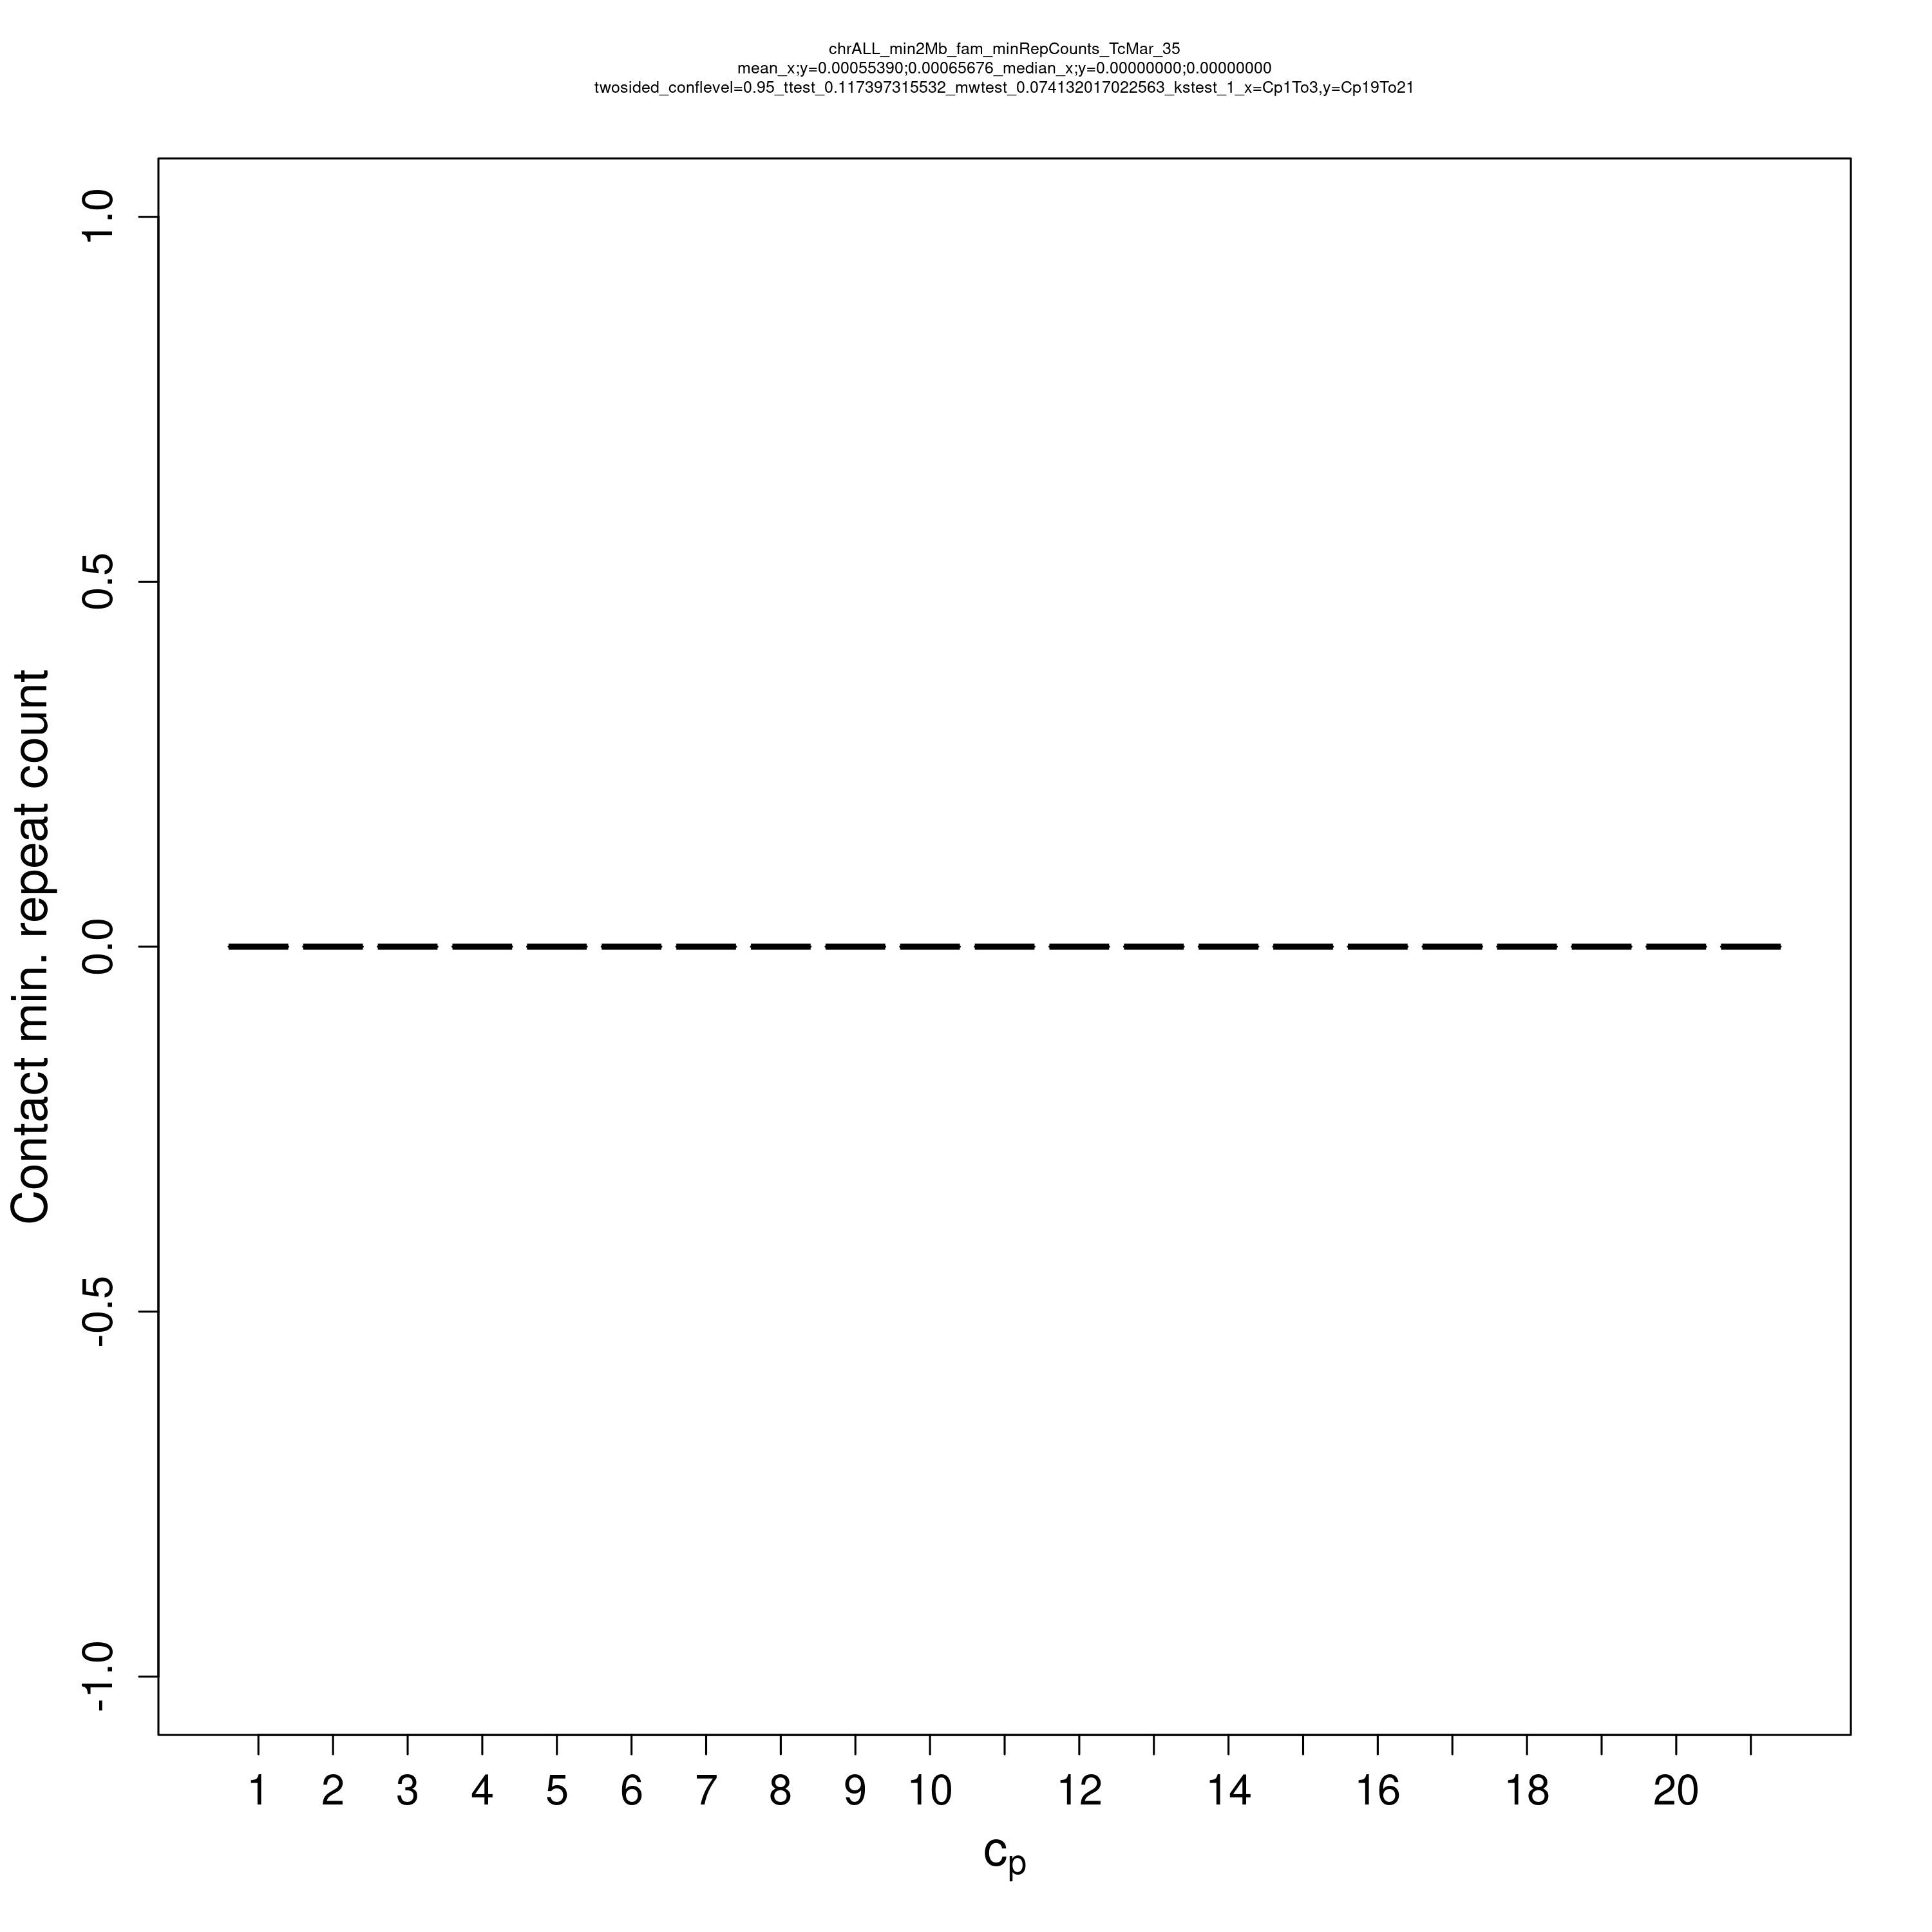 chrALL_min2Mb_fam_minRepCounts_TcMar_35
mean_x;y=0.00055390;0.00065676_median_x;y=0.00000000;0.00000000
twosided_conflevel=0.95_ttest_0.117397315532_mwtest_0.074132017022563_kstest_1_x=Cp1To3,y=Cp19To21
Contact min. repeat count
1.0
0.5
0.0
-0.5
-1.0
1 2 3 4 5 6 7 8 9 10 12 14 16 18 20
cp